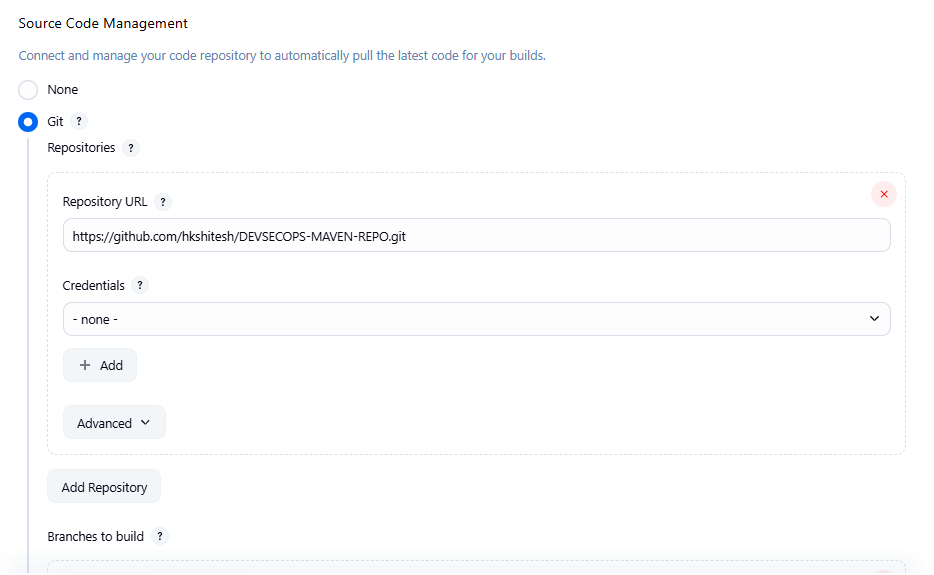 Source Code Management
Connect and manage your code repository to automatically pull the latest code for your builds.
None
Git ?
Repositories ?
Repository URL ?
https://github.com/hkshitesh/DEVSECOPS-MAVEN-REPO.git
Credentials ?
- none -
+ Add
Advanced
Add Repository
Branches to build ?